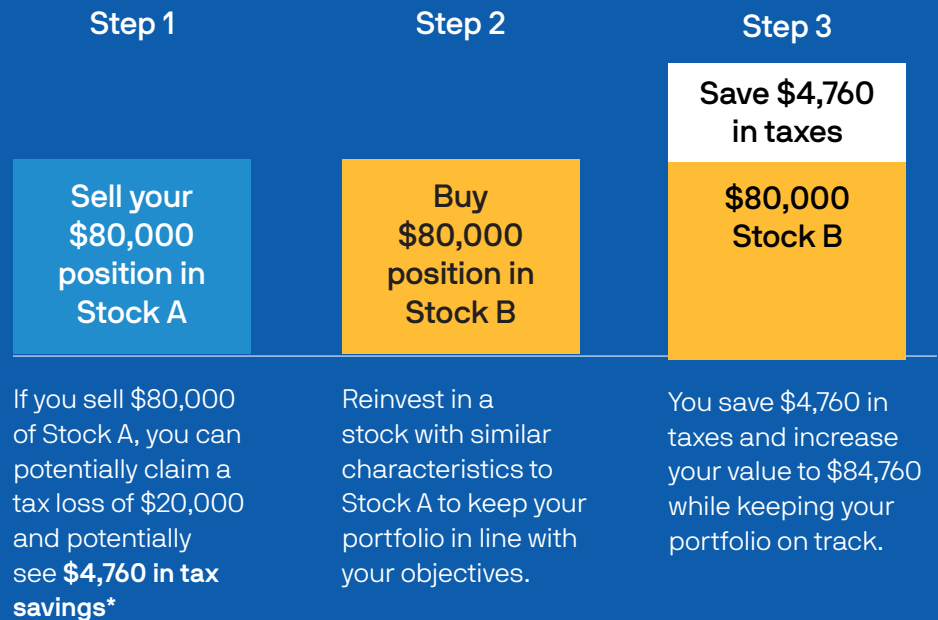 Step 1
Sell your
$80,000
position in
Stock A
If you sell $80,000
of Stock A, you can
potentially claim a
tax loss of $20,000
and potentially
see $4,760 in tax
savings*
Step 2
Buy
$80,000
position in
Stock B
Reinvest in a
stock with similar
characteristics to
Stock A to keep your
portfolio in line with
your objectives.
Step 3
Save $4,760
in taxes
$80,000
Stock B
You save $4,760 in
taxes and increase
your value to $84,760
while keeping your
portfolio on track.